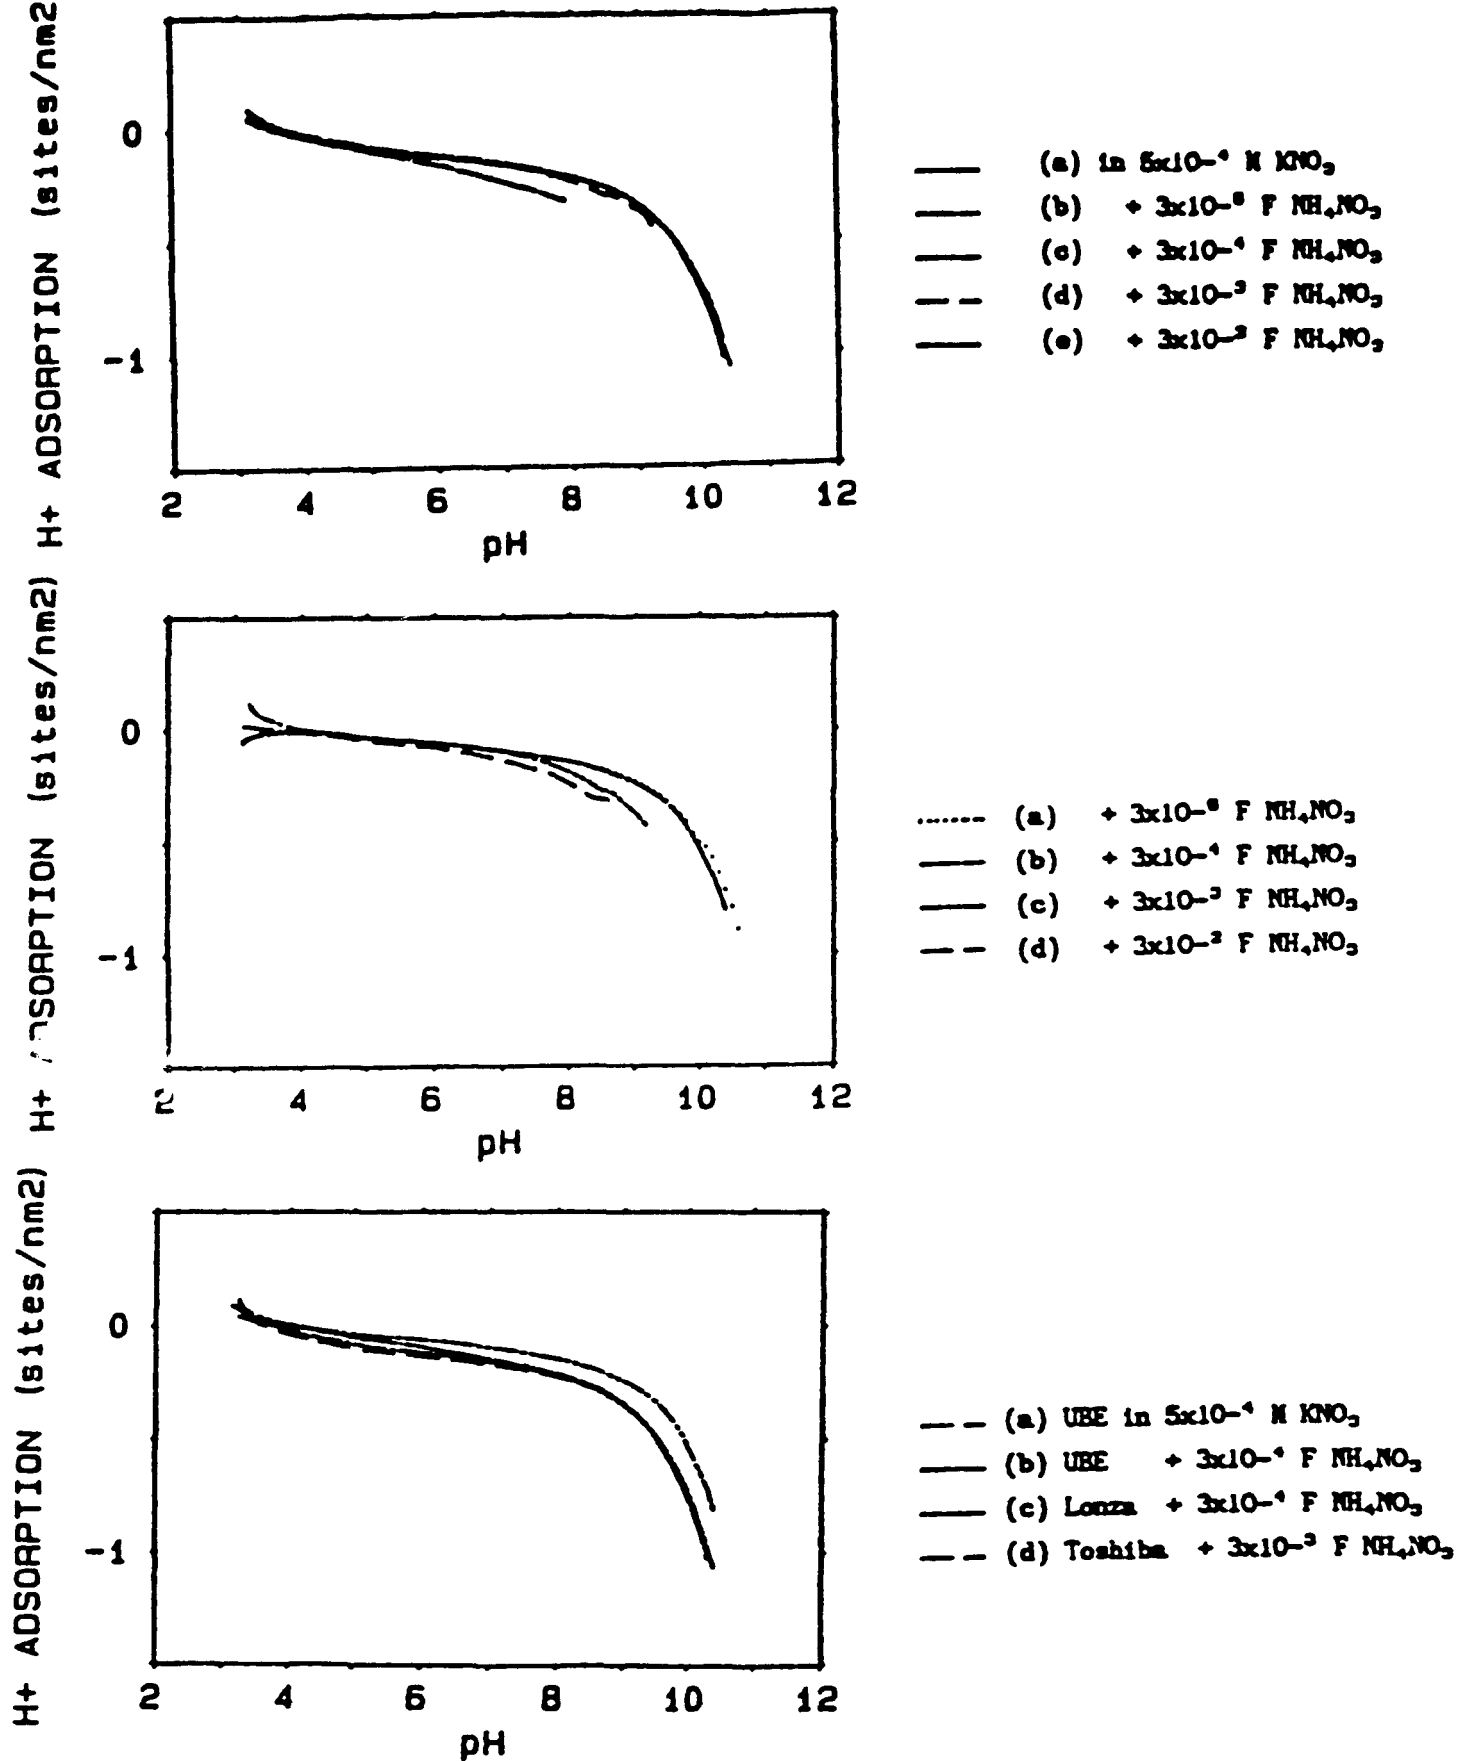 H+ ADSORPTION (sites/nm2
0
-1
2 4 6 8 10 12
pH
(a) in 5x10-⁴ M KNO₃
(b) + 3x10-⁵ F NH₄NO₃
(c) + 3x10-⁴ F NH₄NO₃
(d) + 3x10-³ F NH₄NO₃
(e) + 3x10-² F NH₄NO₃
H+ ADSORPTION (sites/nm2)
0
-1
2 4 6 8 10 12
pH
(a) + 3x10-⁵ F NH₄NO₃
(b) + 3x10-⁴ F NH₄NO₃
(c) + 3x10-³ F NH₄NO₃
(d) + 3x10-² F NH₄NO₃
H+ ADSORPTION (sites/nm2)
0
-1
2 4 6 8 10 12
pH
(a) UBE in 5x10-⁴ M KNO₃
(b) UBE + 3x10-⁴ F NH₄NO₃
(c) Lonza + 3x10-⁴ F NH₄NO₃
(d) Toshiba + 3x10-³ F NH₄NO₃